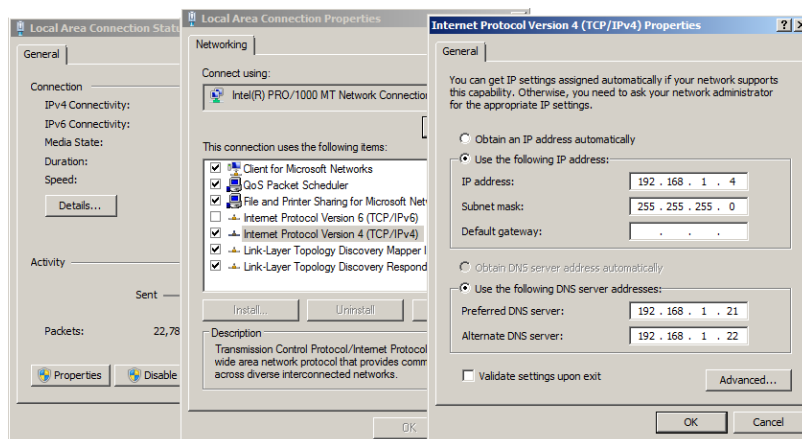 Local Area Connection Statu
General
Connection
IPv4 Connectivity:
IPv6 Connectivity:
Media State:
Duration:
Speed:
Details...
Activity
Sent
Packets:
22,78
Properties
Disable
Local Area Connection Properties
Networking
Connect using:
Intel(R) PRO/1000 MT Network Connection
This connection uses the following items:
Client for Microsoft Networks
QoS Packet Scheduler
File and Printer Sharing for Microsoft Net
Internet Protocol Version 6 (TCP/IPv6)
Internet Protocol Version 4 (TCP/IPv4)
Link-Layer Topology Discovery Mapper I
Link-Layer Topology Discovery Respond
Install...
Uninstall
Description
Transmission Control Protocol/Internet Protocol
wide area network protocol that provides comm
across diverse interconnected networks.
OK
Internet Protocol Version 4 (TCP/IPv4) Properties
General
You can get IP settings assigned automatically if your network supports
this capability. Otherwise, you need to ask your network administrator
for the appropriate IP settings.
Obtain an IP address automatically
Use the following IP address:
IP address: 192 . 168 . 1 . 4
Subnet mask: 255 . 255 . 255 . 0
Default gateway: . . .
Obtain DNS server address automatically
Use the following DNS server addresses:
Preferred DNS server: 192 . 168 . 1 . 21
Alternate DNS server: 192 . 168 . 1 . 22
Validate settings upon exit
Advanced...
OK
Cancel